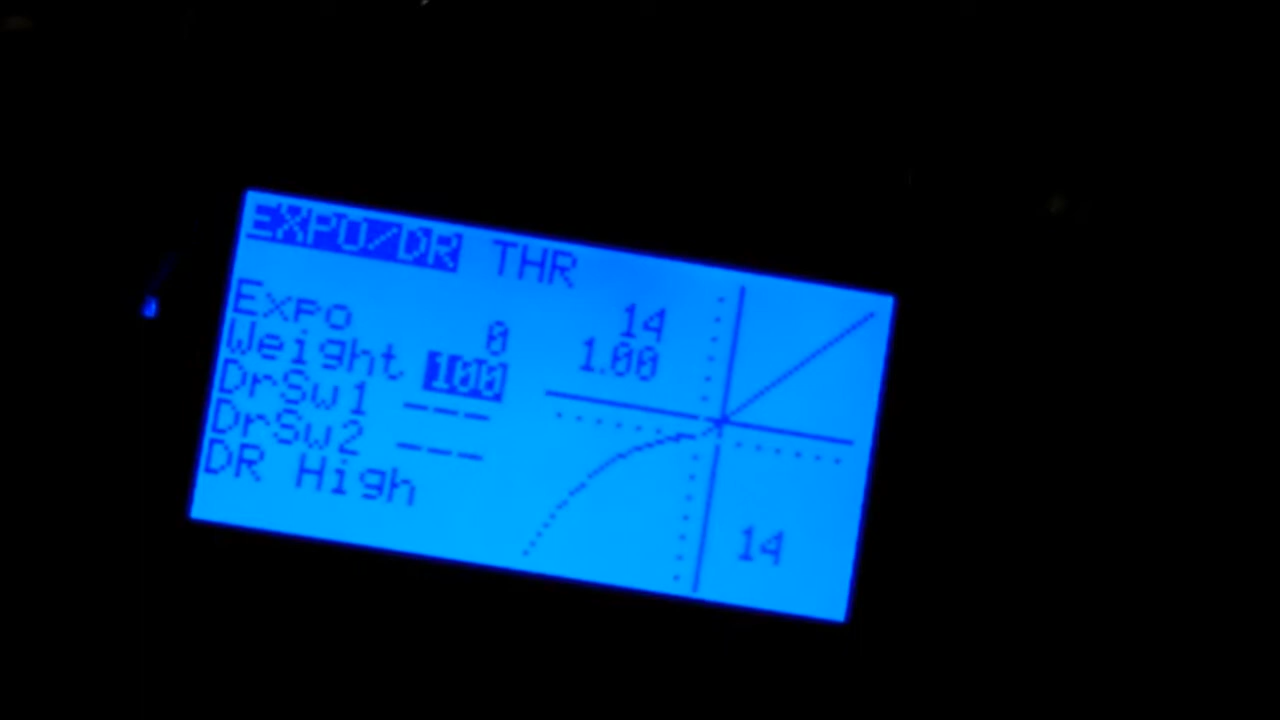 EXPO/DR THR
Expo 0 14
Weight 100 1.00
DrSw1 ---
DrSw2 ---
DR High
14